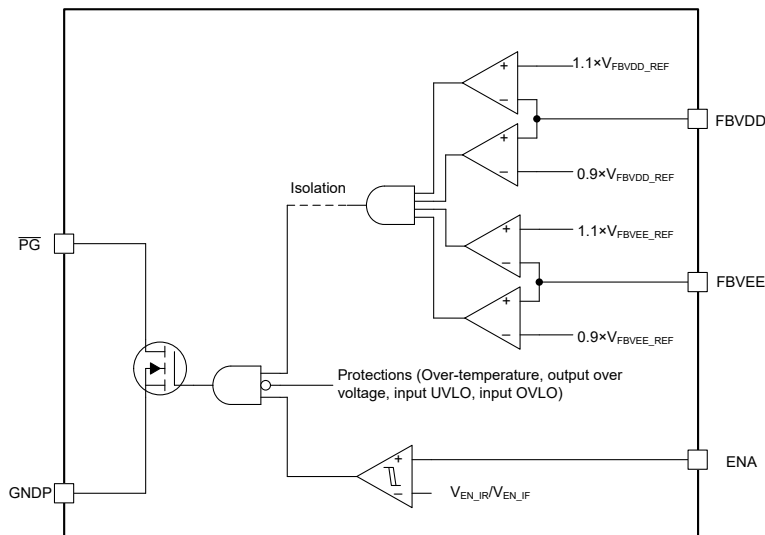 +
1.1×VFBVDD_REF
−
FBVDD
+
−
0.9×VFBVDD_REF
Isolation
+
1.1×VFBVEE_REF
−
PG
FBVEE
+
−
0.9×VFBVEE_REF
Protections (Over-temperature, output over
voltage, input UVLO, input OVLO)
+
ENA
−
VEN_IR/VEN_IF
GNDP